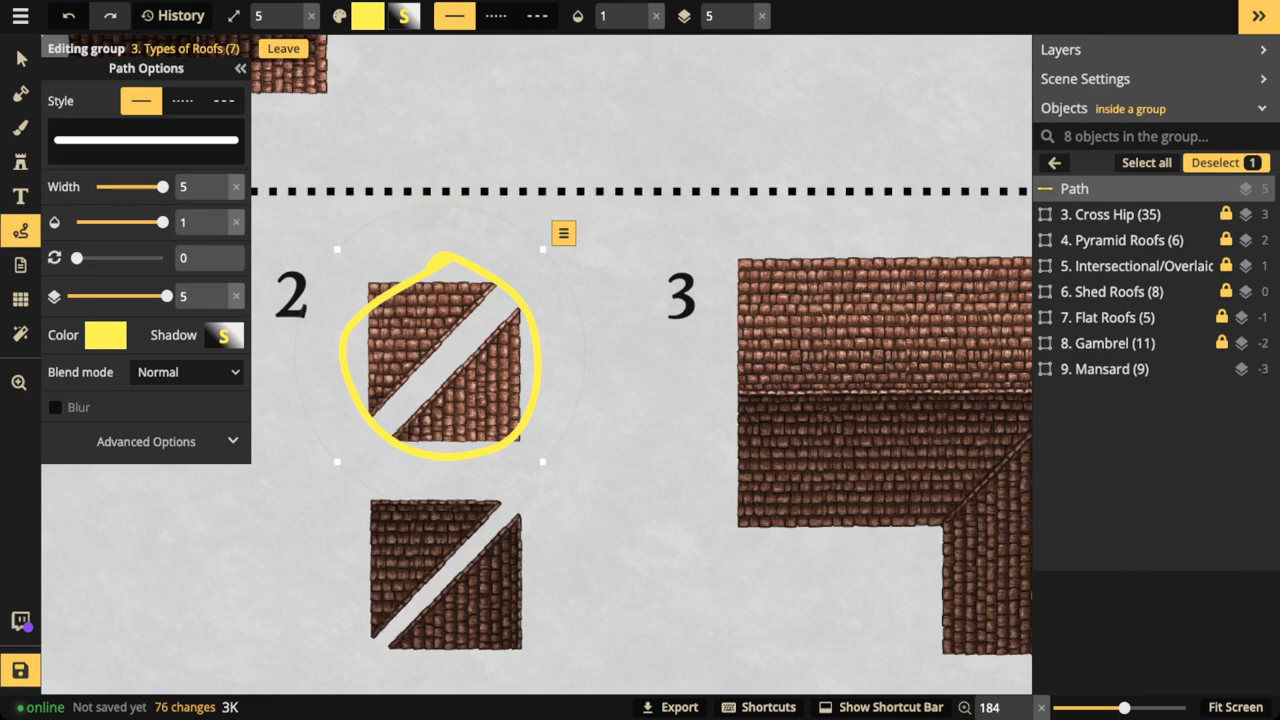 History
5 ×
S
1 ×
5 ×
Editing group 3. Types of Roofs (7)
Leave
Path Options
Style
Width
5 ×
1 ×
0
5 ×
Color
Shadow
S
Blend mode
Normal
Blur
Advanced Options
2
3
Layers
Scene Settings
Objects inside a group
8 objects in the group...
Select all
Deselect 1
Path 5
3. Cross Hip (35) 3
4. Pyramid Roofs (6) 2
5. Intersectional/Overlaid 1
6. Shed Roofs (8) 0
7. Flat Roofs (5) -1
8. Gambrel (11) -2
9. Mansard (9) -3
online Not saved yet 76 changes 3K
Export
Shortcuts
Show Shortcut Bar
184 ×
Fit Screen